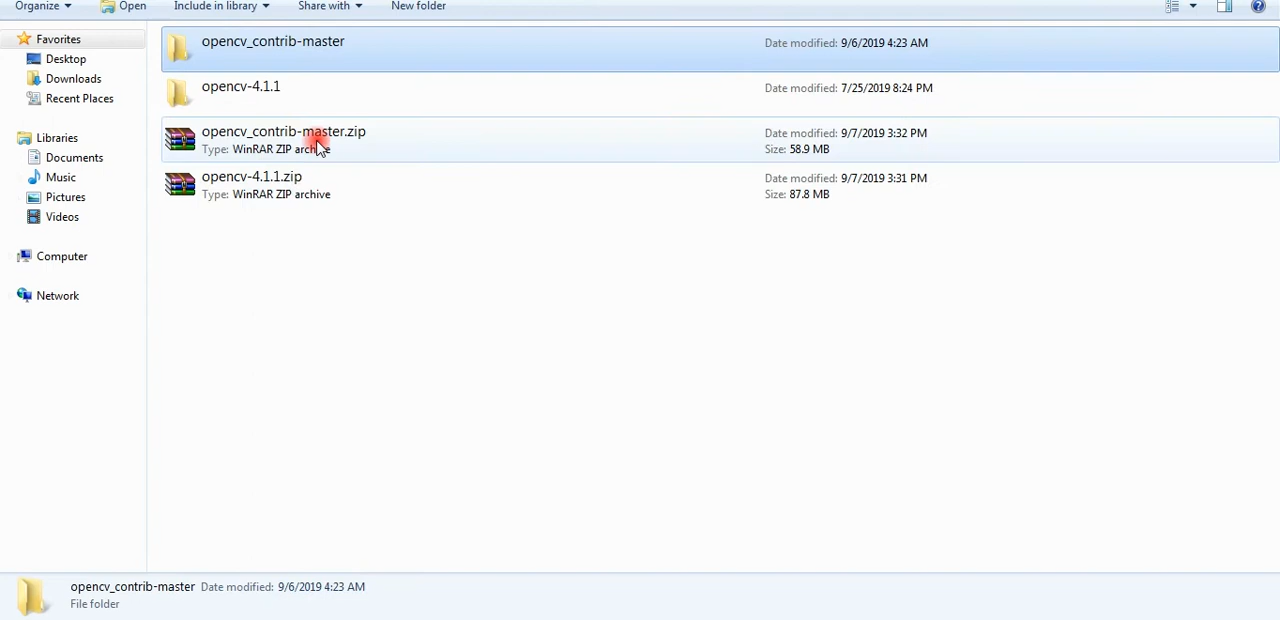 Organize Open Include in library Share with New folder
Favorites
Desktop
Downloads
Recent Places
Libraries
Documents
Music
Pictures
Videos
Computer
Network
opencv_contrib-master Date modified: 9/6/2019 4:23 AM
opencv-4.1.1 Date modified: 7/25/2019 8:24 PM
opencv_contrib-master.zip Date modified: 9/7/2019 3:32 PM
Type: WinRAR ZIP archive Size: 58.9 MB
opencv-4.1.1.zip Date modified: 9/7/2019 3:31 PM
Type: WinRAR ZIP archive Size: 87.8 MB
opencv_contrib-master Date modified: 9/6/2019 4:23 AM
File folder